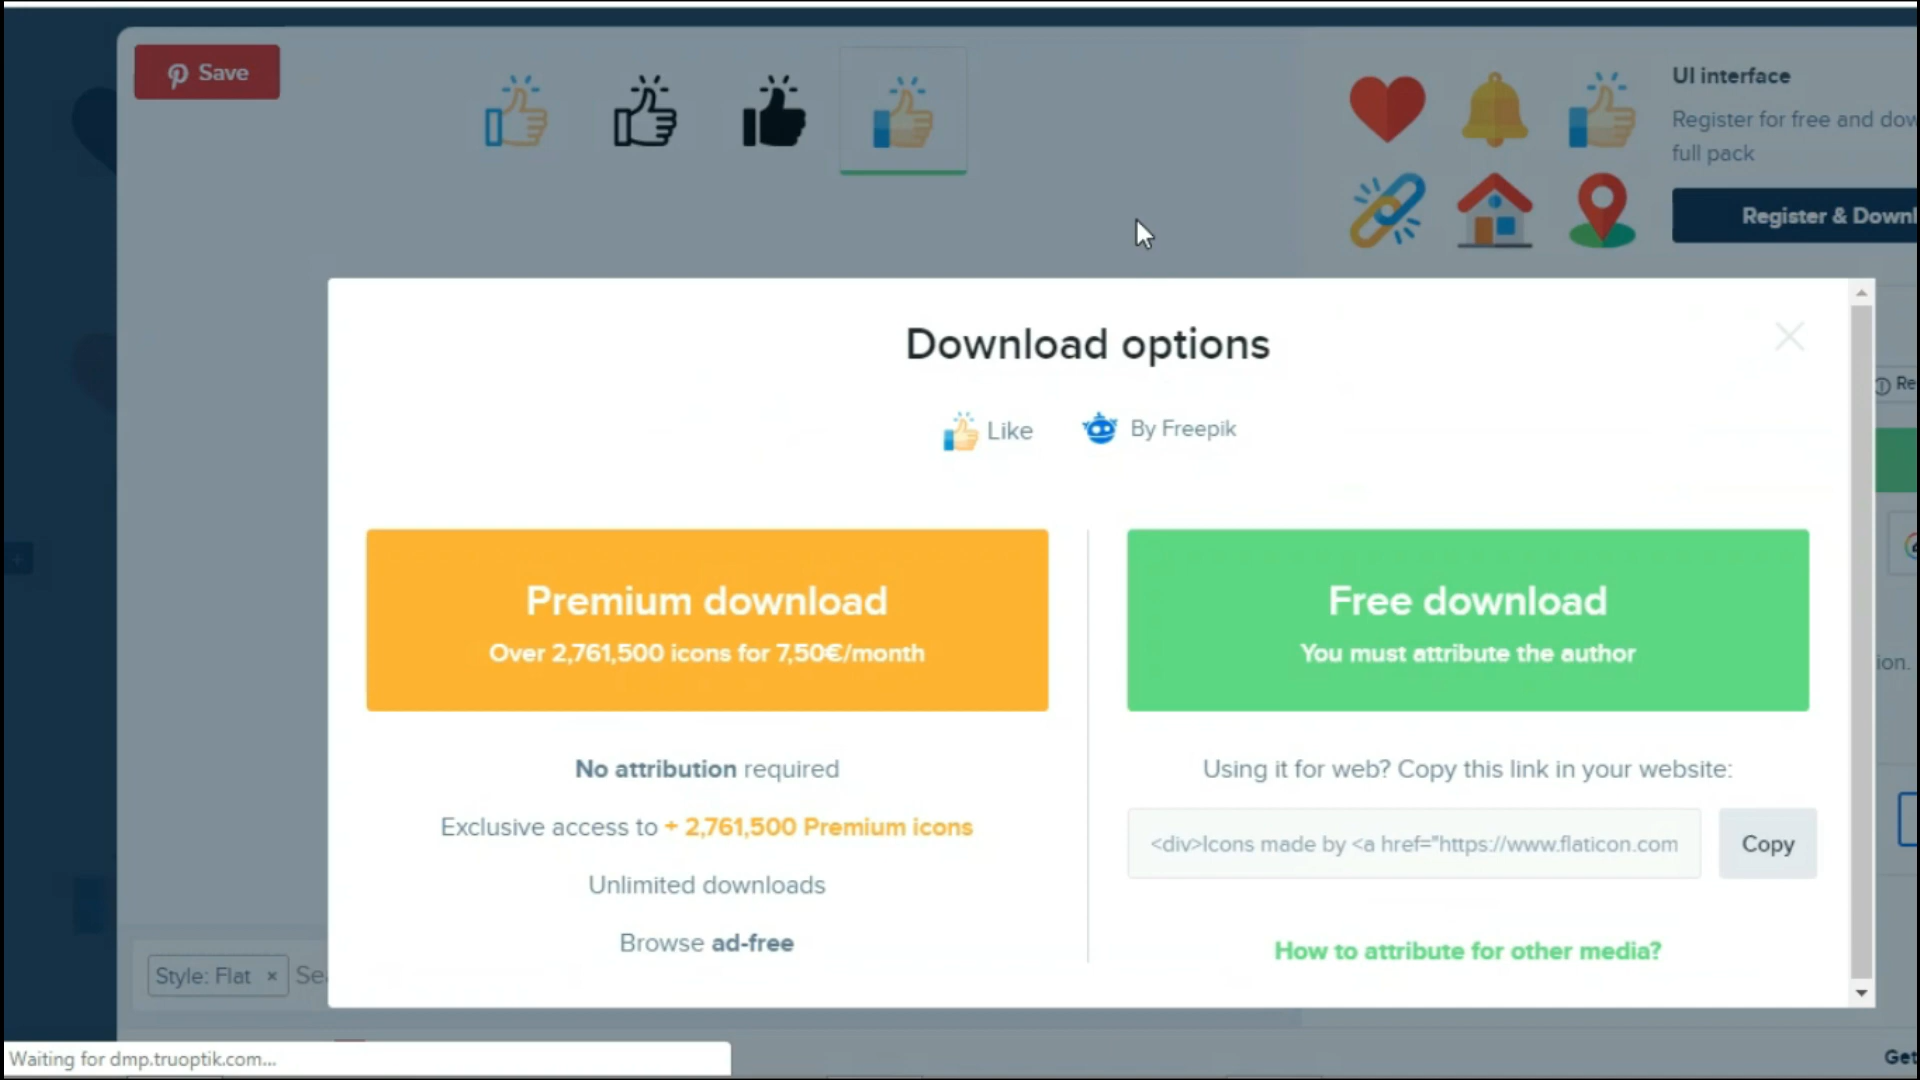 Save
UI interface
Register for free and dow
full pack
Register & Downl
Download options
Like
By Freepik
Re
Premium download
Over 2,761,500 icons for 7,50€/month
Free download
You must attribute the author
ion.
No attribution required
Using it for web? Copy this link in your website:
Exclusive access to + 2,761,500 Premium icons
<div>Icons made by <a href="https://www.flaticon.com
Copy
Unlimited downloads
Browse ad-free
How to attribute for other media?
Style: Flat × Sea
Waiting for dmp.truoptik.com...
Get